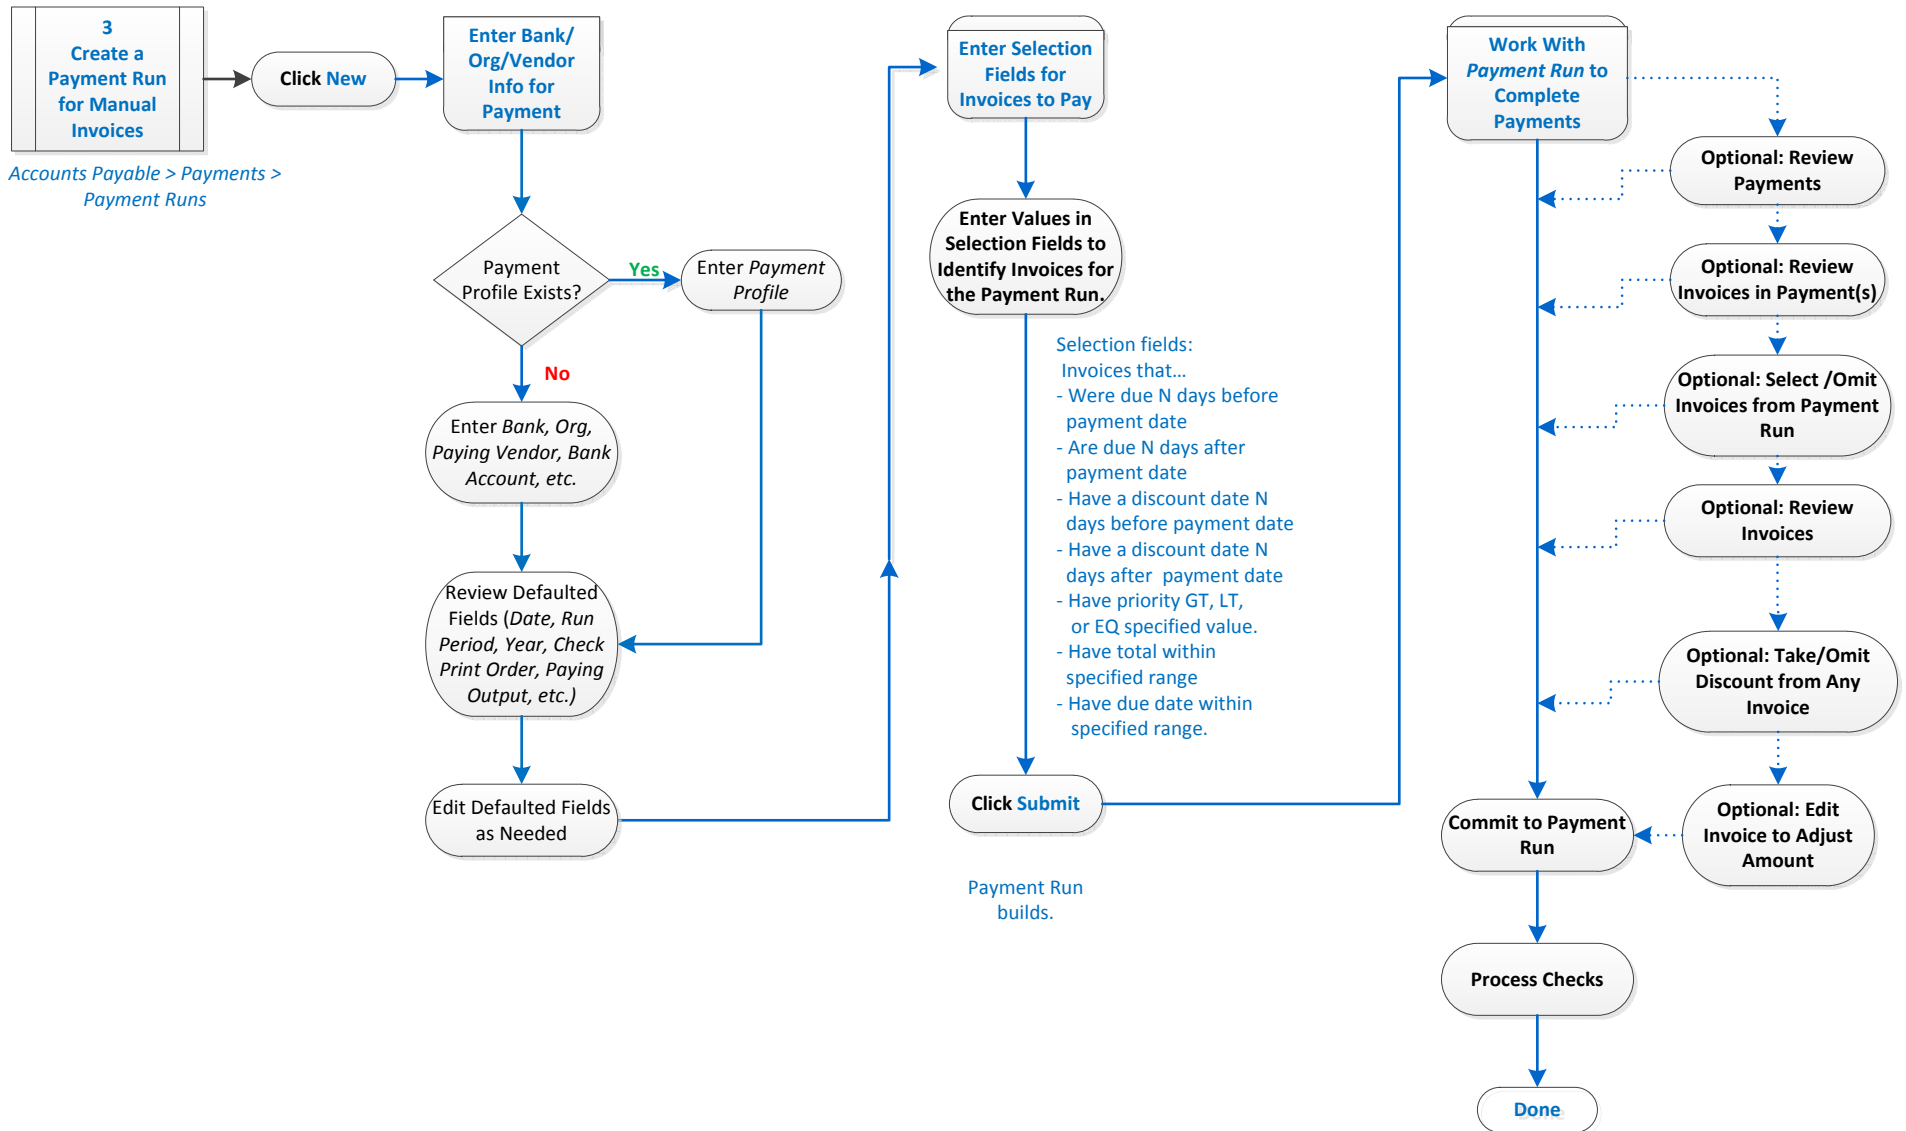 3
Create a
Payment Run
for Manual
Invoices
Accounts Payable > Payments >
Payment Runs
Click New
Enter Bank/
Org/Vendor
Info for
Payment
Payment
Profile Exists?
Yes
Enter Payment
Profile
No
Enter Bank, Org,
Paying Vendor, Bank
Account, etc.
Review Defaulted
Fields (Date, Run
Period, Year, Check
Print Order, Paying
Output, etc.)
Edit Defaulted Fields
as Needed
Enter Selection
Fields for
Invoices to Pay
Enter Values in
Selection Fields to
Identify Invoices for
the Payment Run.
Selection fields:
Invoices that...
- Were due N days before
payment date
- Are due N days after
payment date
- Have a discount date N
days before payment date
- Have a discount date N
days after  payment date
- Have priority GT, LT,
or EQ specified value.
- Have total within
specified range
- Have due date within
specified range.
Click Submit
Payment Run
builds.
Work With
Payment Run to
Complete
Payments
Optional: Review
Payments
Optional: Review
Invoices in Payment(s)
Optional: Select /Omit
Invoices from Payment
Run
Optional: Review
Invoices
Optional: Take/Omit
Discount from Any
Invoice
Optional: Edit
Invoice to Adjust
Amount
Commit to Payment
Run
Process Checks
Done